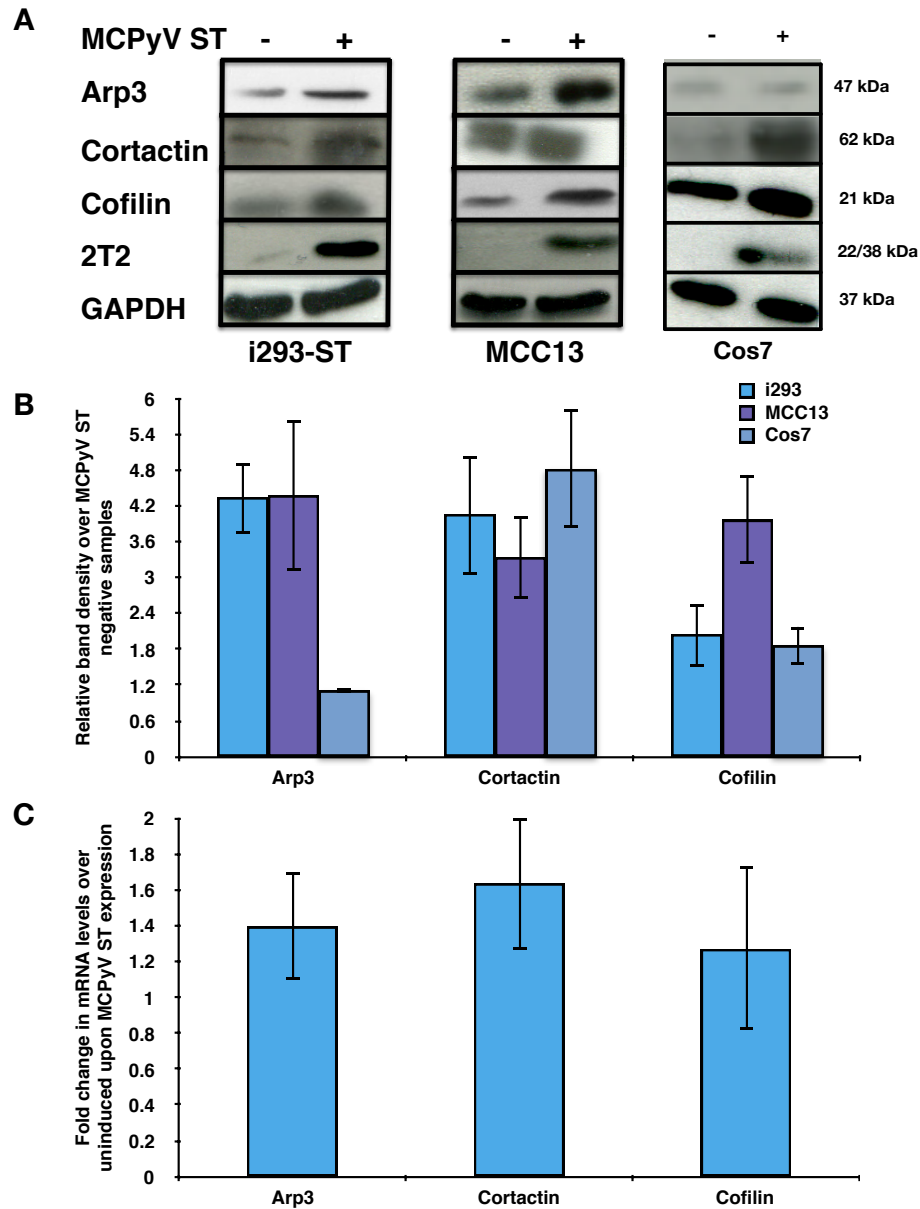 A
MCPyV ST - + - + - +
Arp3 47 kDa
Cortactin 62 kDa
Cofilin 21 kDa
2T2 22/38 kDa
GAPDH 37 kDa
i293-ST MCC13 Cos7
B
i293
MCC13
Cos7
Relative band density over MCPyV ST
negative samples
6
5.4
4.8
4.2
3.6
3
2.4
1.8
1.2
0.6
0
Arp3 Cortactin Cofilin
C
Fold change in mRNA levels over
uninduced upon MCPyV ST expression
2
1.8
1.6
1.4
1.2
1
0.8
0.6
0.4
0.2
0
Arp3 Cortactin Cofilin